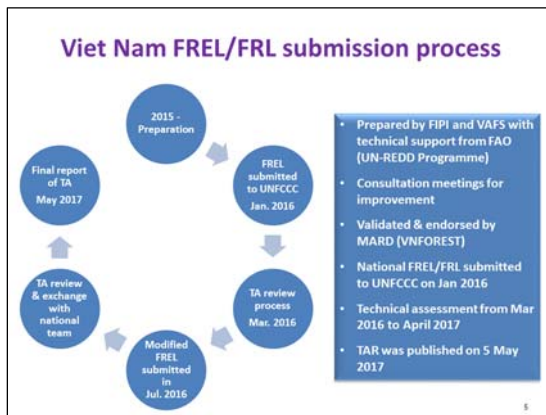 Viet Nam FREL/FRL submission process
2015 -
Preparation
FREL
submitted
to UNFCCC
Jan. 2016
TA review
process
Mar. 2016
Modified
FREL
submitted
in
Jul. 2016
TA review
& exchange
with
national
team
Final report
of TA
May 2017
• Prepared by FIPI and VAFS with
technical support from FAO
(UN-REDD Programme)
• Consultation meetings for
improvement
• Validated & endorsed by
MARD (VNFOREST)
• National FREL/FRL submitted
to UNFCCC on Jan 2016
• Technical assessment from Mar
2016 to April 2017
• TAR was published on 5 May
2017
5